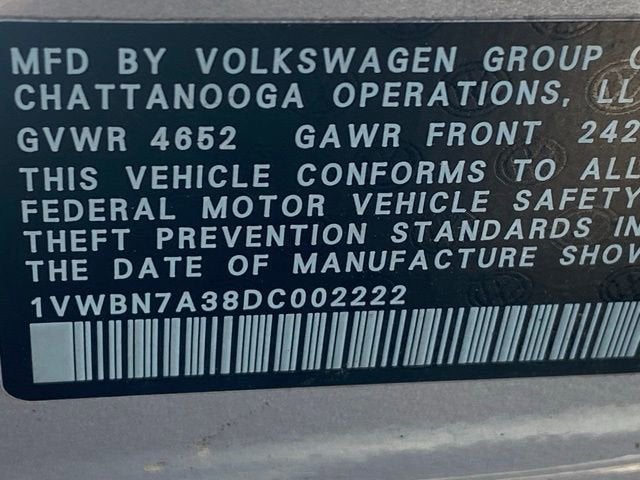 MFD BY VOLKSWAGEN GROUP
CHATTANOOGA OPERATIONS,
GVWR 4652 GAWR FRONT
THIS VEHICLE CONFORMS TO ALL
FEDERAL MOTOR VEHICLE SAFETY
THEFT PREVENTION STANDARDS IN
THE DATE OF MANUFACTURE
1VWBN7A38DC002222